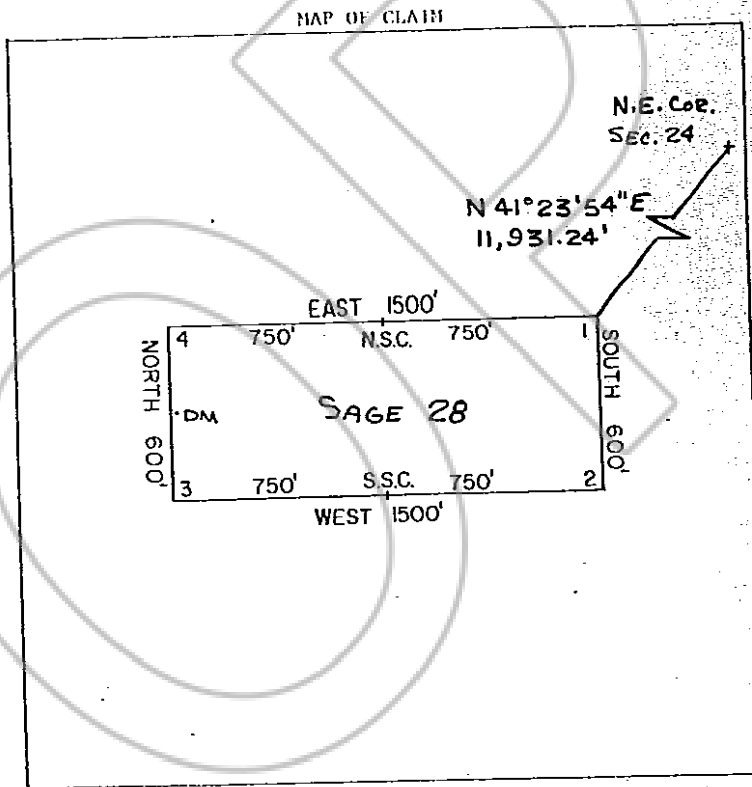 MAP OF CLAIM
N.E. COR.
SEC. 24
N 41°23'54"E
11,931.24'
EAST 1500'
4 750' N.S.C. 750' 1
NORTH 600'
SOUTH 600'
DM
SAGE 28
3 750' S.S.C. 750' 2
WEST 1500'